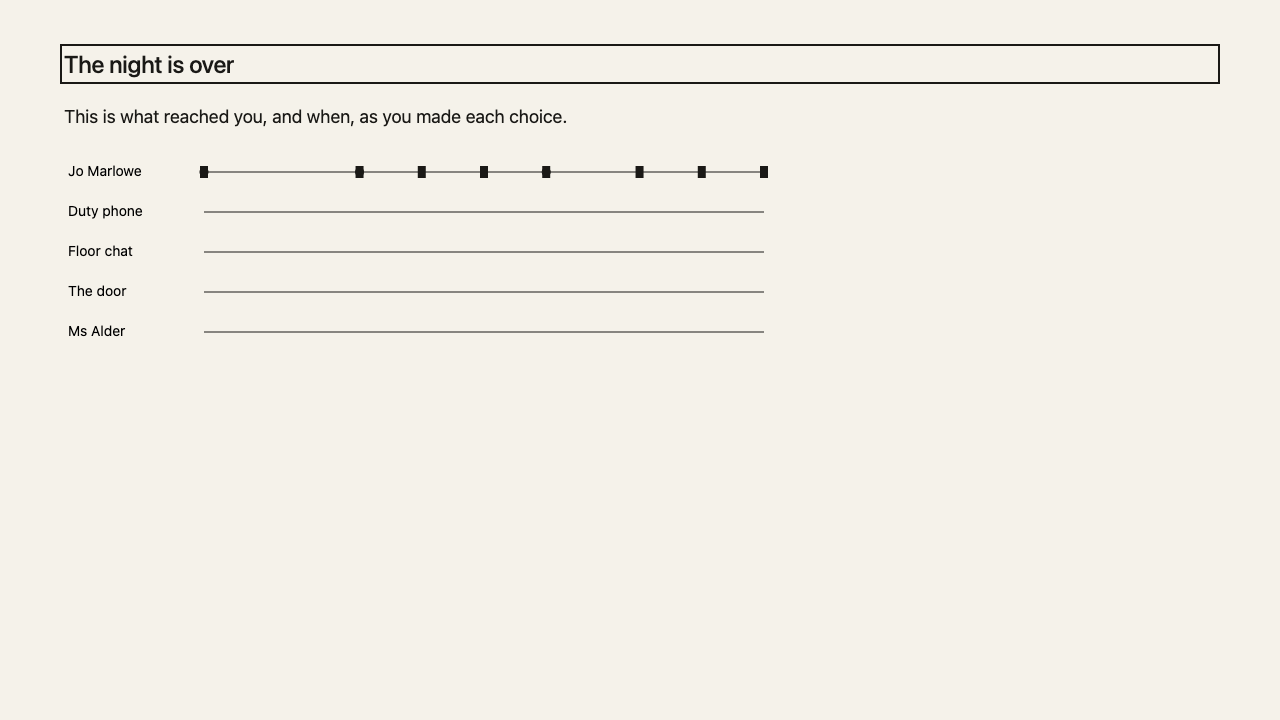 The night is over
This is what reached you, and when, as you made each choice.
Jo Marlowe
Duty phone
Floor chat
The door
Ms Alder